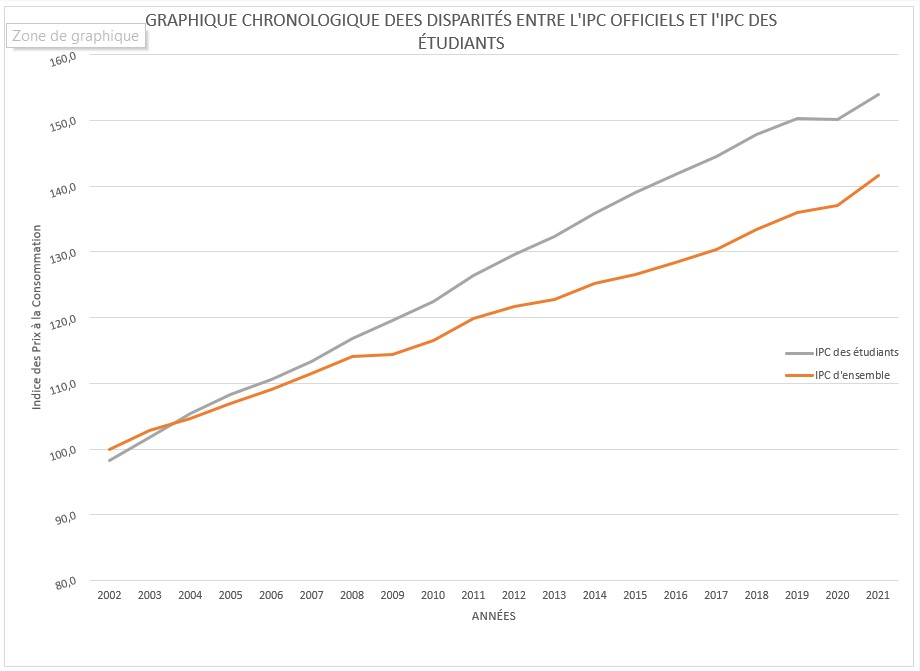 GRAPHIQUE CHRONOLOGIQUE DEES DISPARITÉS ENTRE L'IPC OFFICIELS ET l'IPC DES
ÉTUDIANTS
Zone de graphique
160,0
150,0
140,0
130,0
120,0
110,0
100,0
90,0
80,0
Indice des Prix à la Consommation
IPC des étudiants
IPC d'ensemble
2002 2003 2004 2005 2006 2007 2008 2009 2010 2011 2012 2013 2014 2015 2016 2017 2018 2019 2020 2021
ANNÉES